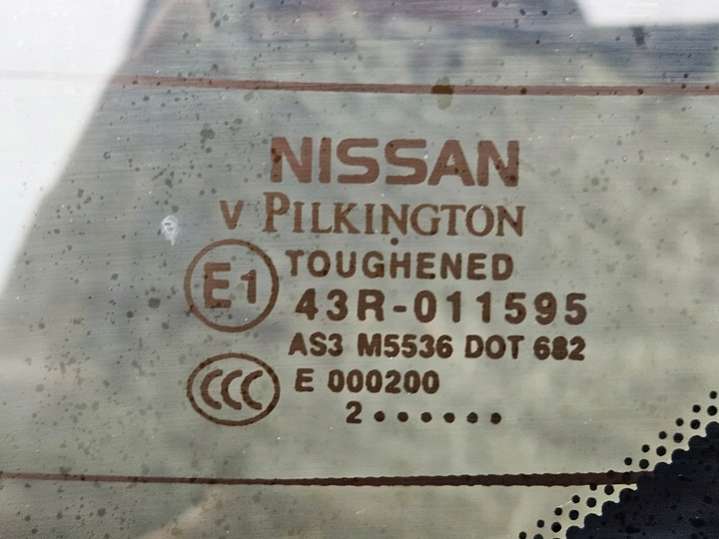 NISSAN
V PILKINGTON
E1
TOUGHENED
43R-011595
AS3 M5536 DOT 682
CCC
E 000200
2••••••